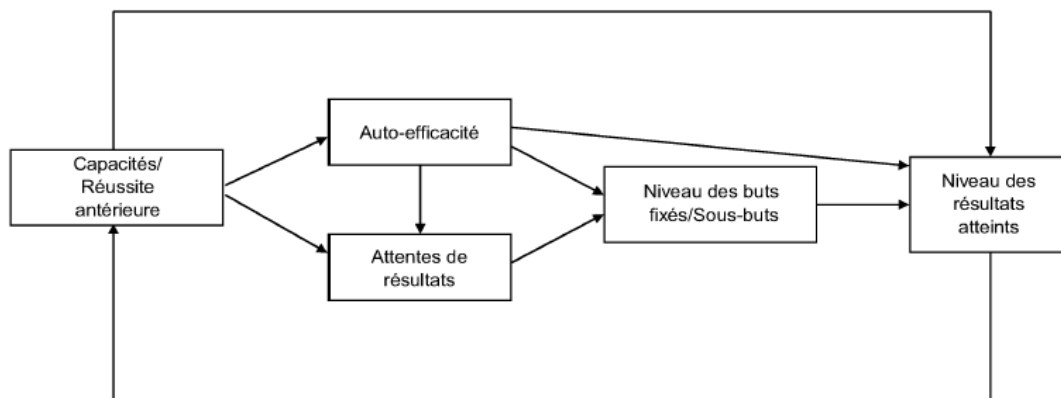 Auto-efficacité
Capacités/
Réussite
antérieure
Niveau des buts
fixés/Sous-buts
Niveau des
résultats
atteints
Attentes de
résultats